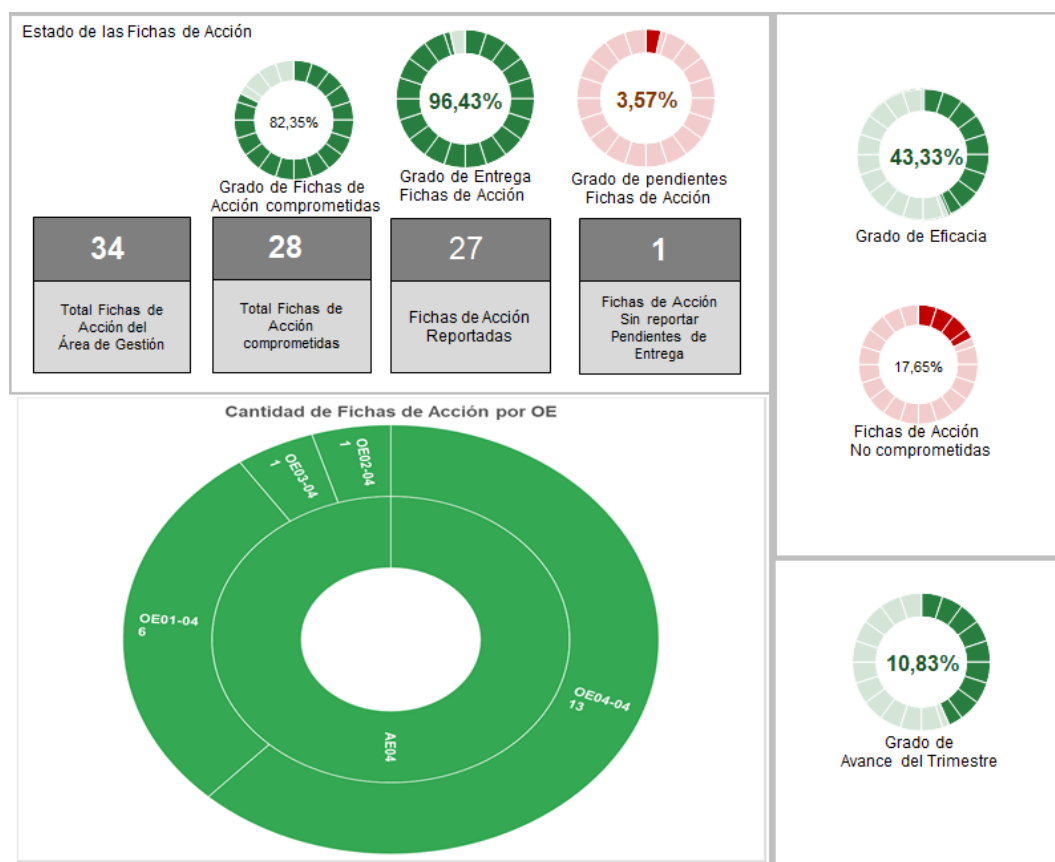 Estado de las Fichas de Acción
82,35%
Grado de Fichas de
Acción comprometidas
96,43%
Grado de Entrega
Fichas de Acción
3,57%
Grado de pendientes
Fichas de Acción
34
Total Fichas de
Acción del
Área de Gestión
28
Total Fichas de
Acción
comprometidas
27
Fichas de Acción
Reportadas
1
Fichas de Acción
Sin reportar
Pendientes de
Entrega
43,33%
Grado de Eficacia
17,65%
Fichas de Acción
No comprometidas
Cantidad de Fichas de Acción por OE
OE02-04
1
OE03-04
1
OE01-04
6
OE04-04
13
AE04
10,83%
Grado de
Avance del Trimestre